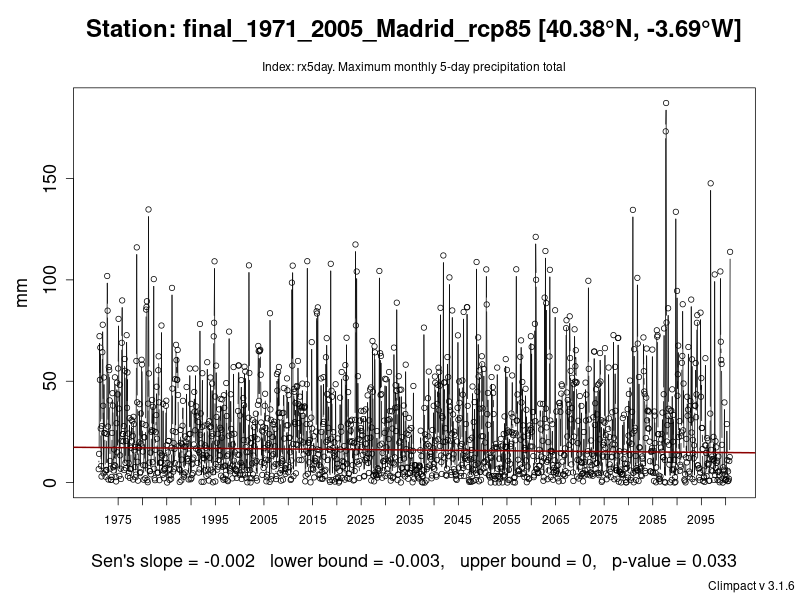 Station: final_1971_2005_Madrid_rcp85 [40.38°N, -3.69°W]
Index: rx5day. Maximum monthly 5-day precipitation total
150
100
50
0
mm
1975 1985 1995 2005 2015 2025 2035 2045 2055 2065 2075 2085 2095
Sen's slope = -0.002 lower bound = -0.003, upper bound = 0, p-value = 0.033
Climpact v 3.1.6